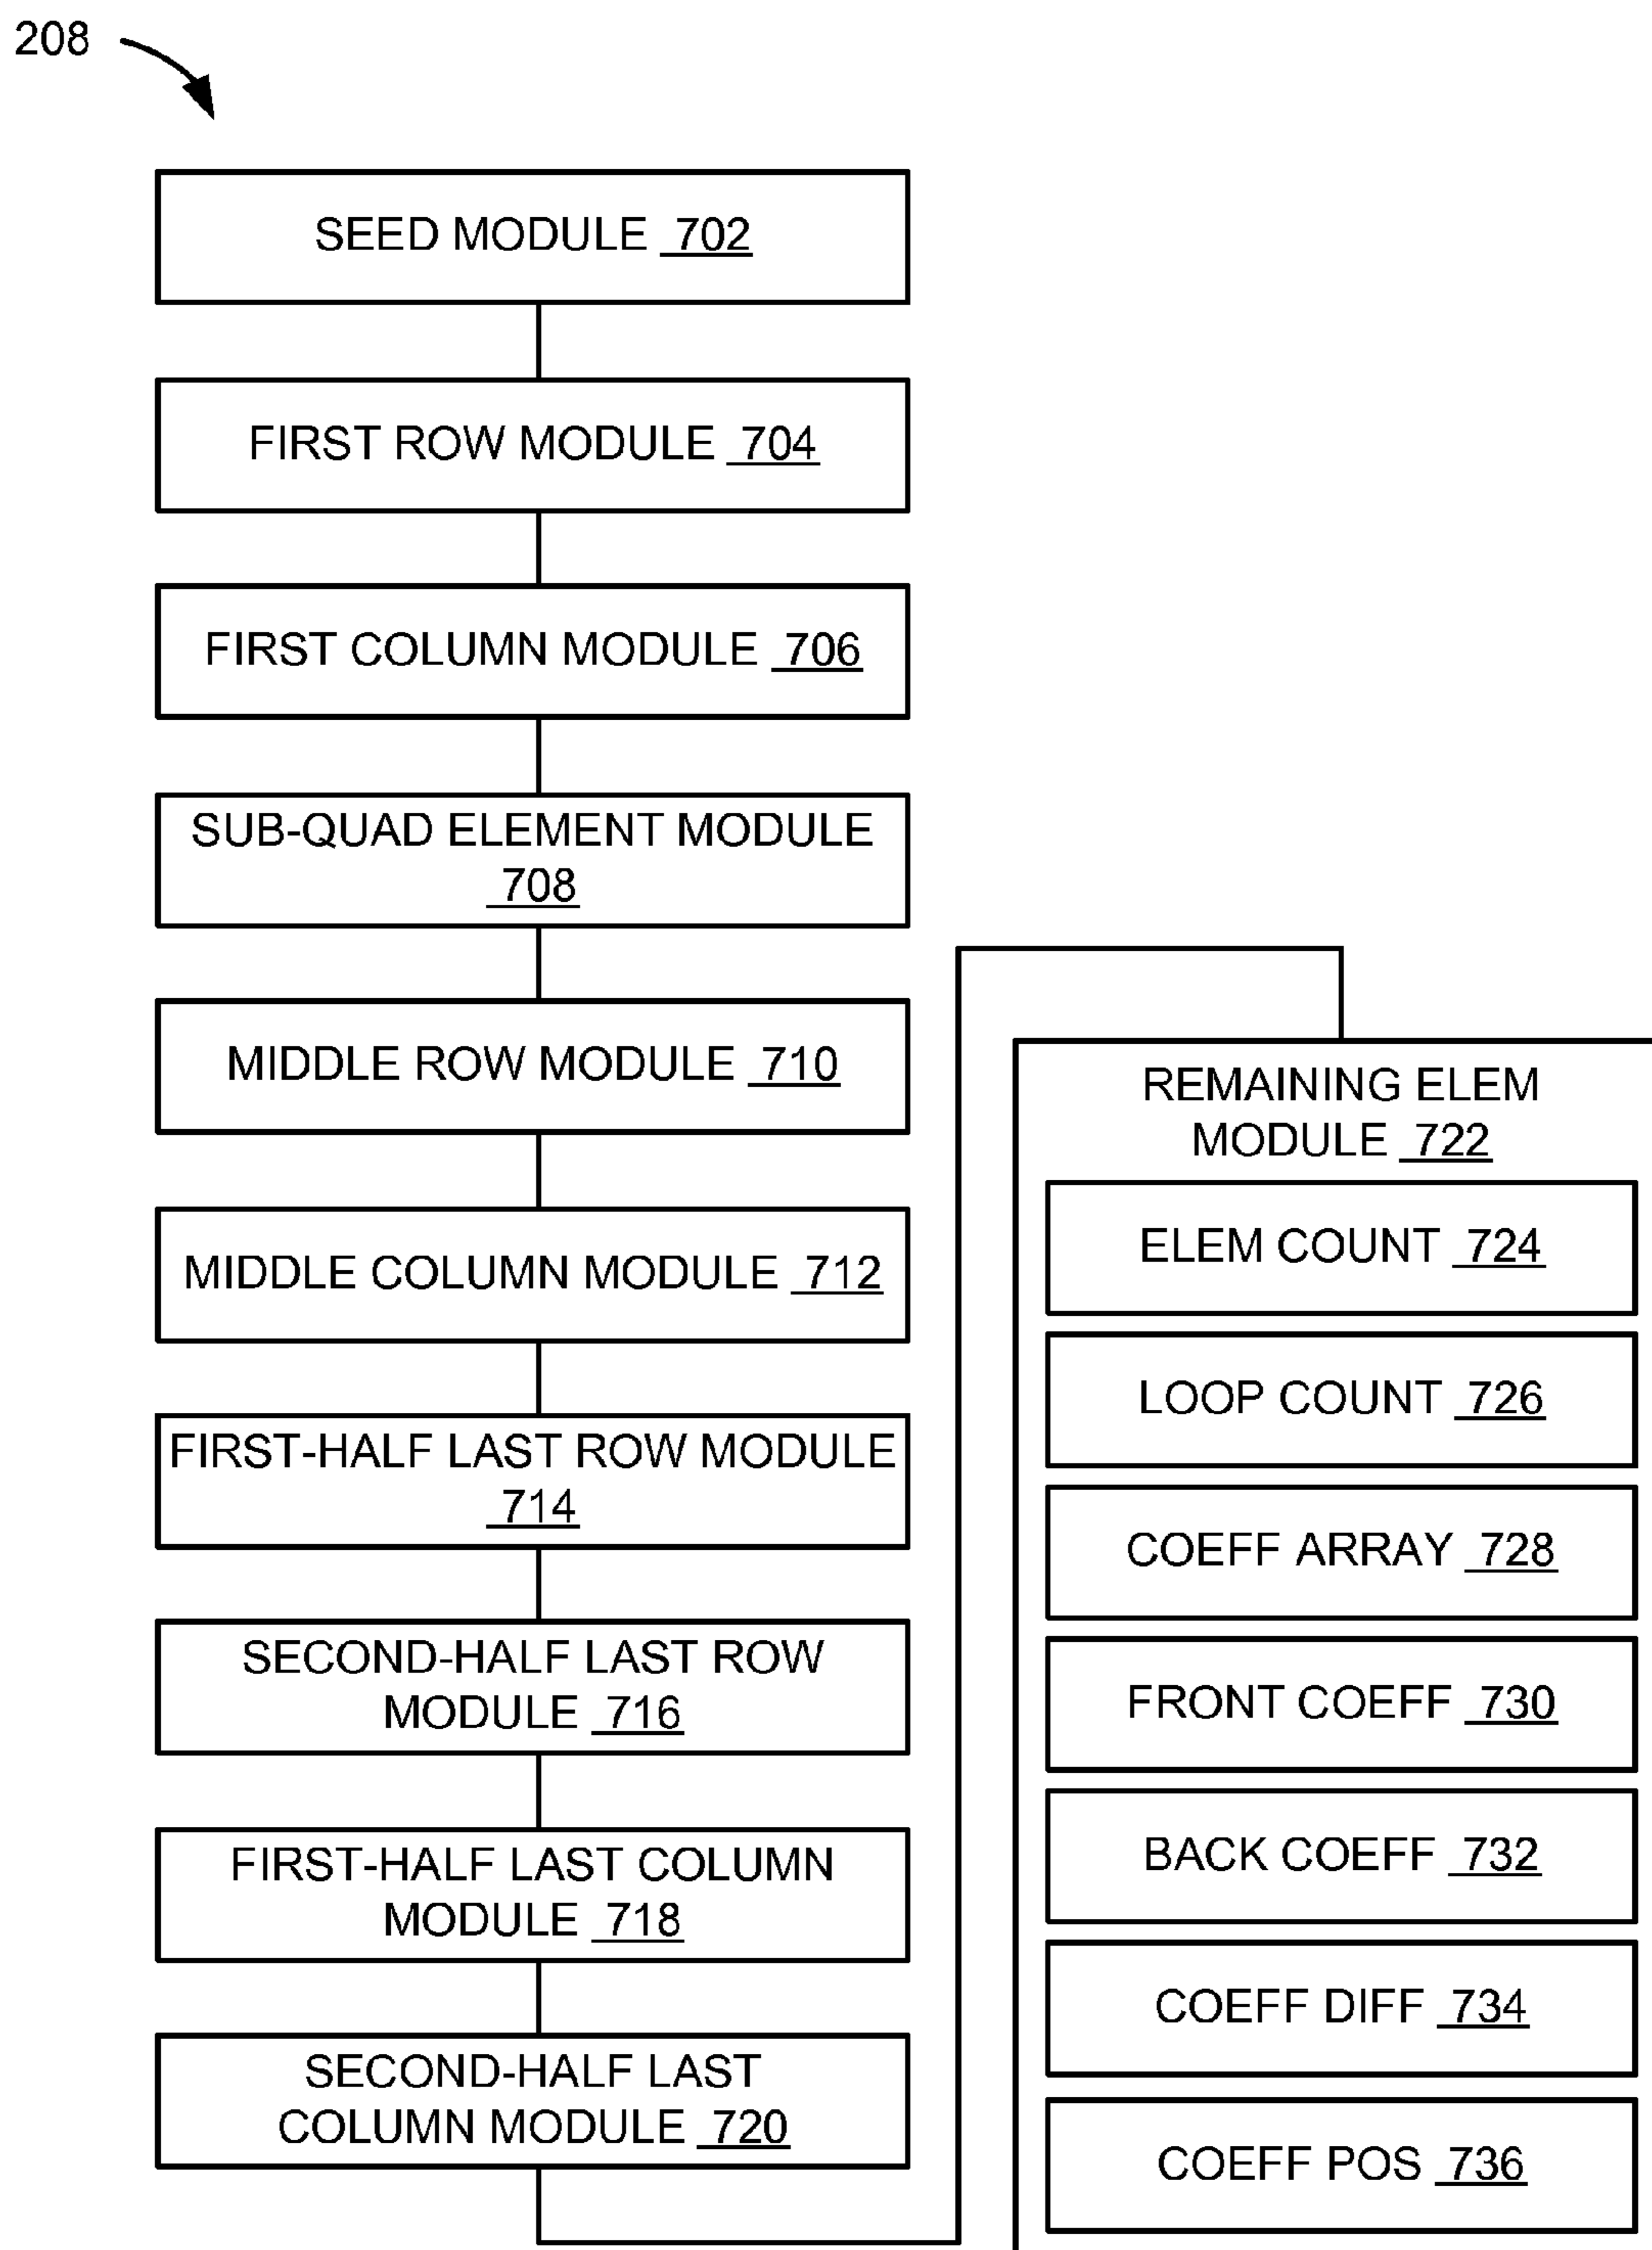 208
SEED MODULE 702
FIRST ROW MODULE 704
FIRST COLUMN MODULE 706
SUB-QUAD ELEMENT MODULE
708
MIDDLE ROW MODULE 710
MIDDLE COLUMN MODULE 712
FIRST-HALF LAST ROW MODULE
714
SECOND-HALF LAST ROW
MODULE 716
FIRST-HALF LAST COLUMN
MODULE 718
SECOND-HALF LAST
COLUMN MODULE 720
REMAINING ELEM
MODULE 722
ELEM COUNT 724
LOOP COUNT 726
COEFF ARRAY 728
FRONT COEFF 730
BACK COEFF 732
COEFF DIFF 734
COEFF POS 736